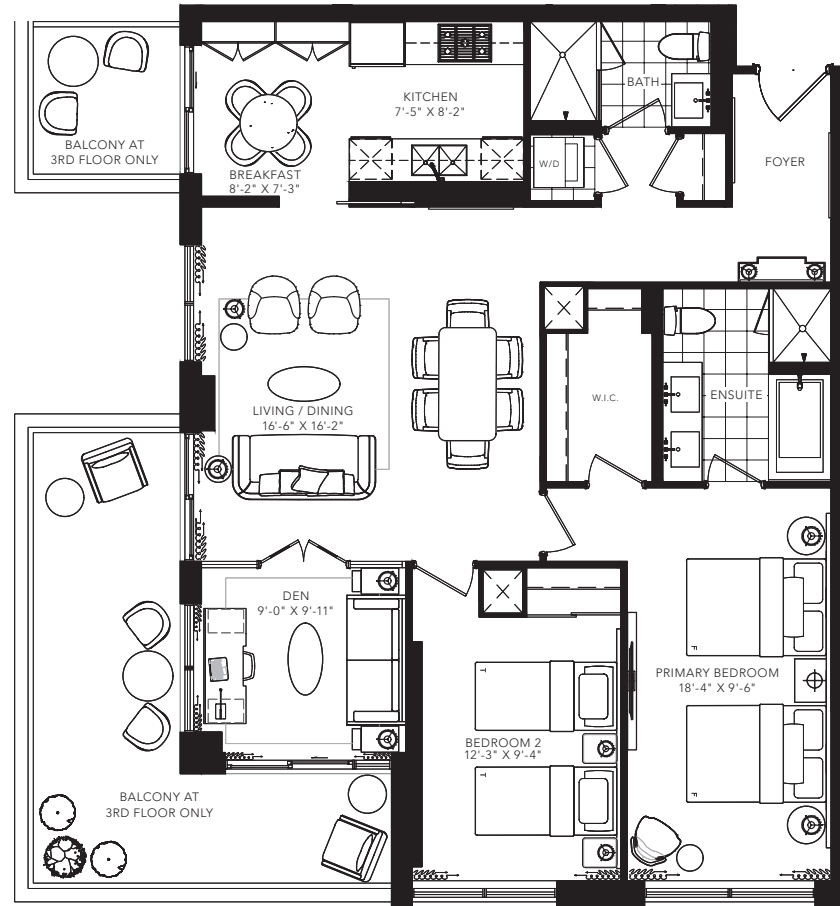 BALCONY AT
3RD FLOOR ONLY
BREAKFAST
8'-2" X 7'-3"
KITCHEN
7'-5" X 8'-2"
BATH
W/D
FOYER
LIVING / DINING
16'-6" X 16'-2"
W.I.C.
ENSUITE
DEN
9'-0" X 9'-11"
PRIMARY BEDROOM
18'-4" X 9'-6"
BEDROOM 2
12'-3" X 9'-4"
T
T
F
F
BALCONY AT
3RD FLOOR ONLY